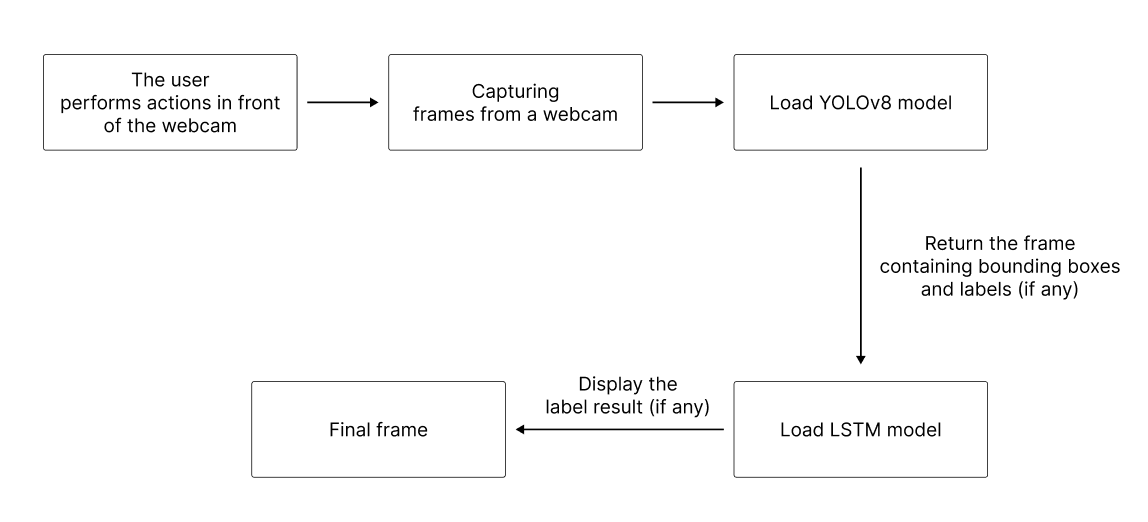 The user
performs actions in front
of the webcam
Capturing
frames from a webcam
Load YOLOv8 model
Return the frame
containing bounding boxes
and labels (if any)
Load LSTM model
Display the
label result (if any)
Final frame